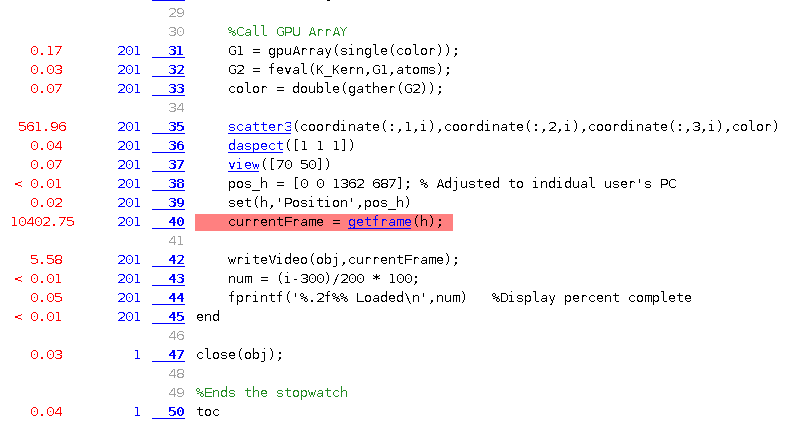 29
30 %Call GPU ArrAY
0.17 201 31 G1 = gpuArray(single(color));
0.03 201 32 G2 = feval(K_Kern,G1,atoms);
0.07 201 33 color = double(gather(G2));
34
561.96 201 35 scatter3(coordinate(:,1,i),coordinate(:,2,i),coordinate(:,3,i),color)
0.04 201 36 daspect([1 1 1])
0.07 201 37 view([70 50])
< 0.01 201 38 pos_h = [0 0 1362 687]; % Adjusted to indidual user's PC
0.02 201 39 set(h,'Position',pos_h)
10402.75 201 40 currentFrame = getframe(h);
41
5.58 201 42 writeVideo(obj,currentFrame);
< 0.01 201 43 num = (i-300)/200 * 100;
0.05 201 44 fprintf('%.2f%% Loaded\n',num) %Display percent complete
< 0.01 201 45 end
46
0.03 1 47 close(obj);
48
49 %Ends the stopwatch
0.04 1 50 toc